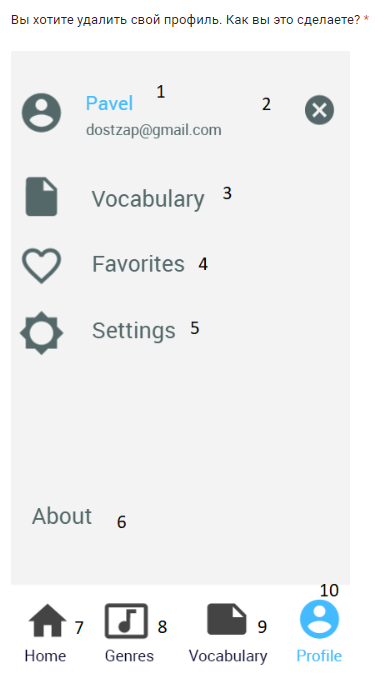 Вы хотите удалить свой профиль. Как вы это сделаете? *
Pavel 1 2
dostzap@gmail.com
Vocabulary 3
Favorites 4
Settings 5
About 6
10
7 8 9
Home Genres Vocabulary Profile